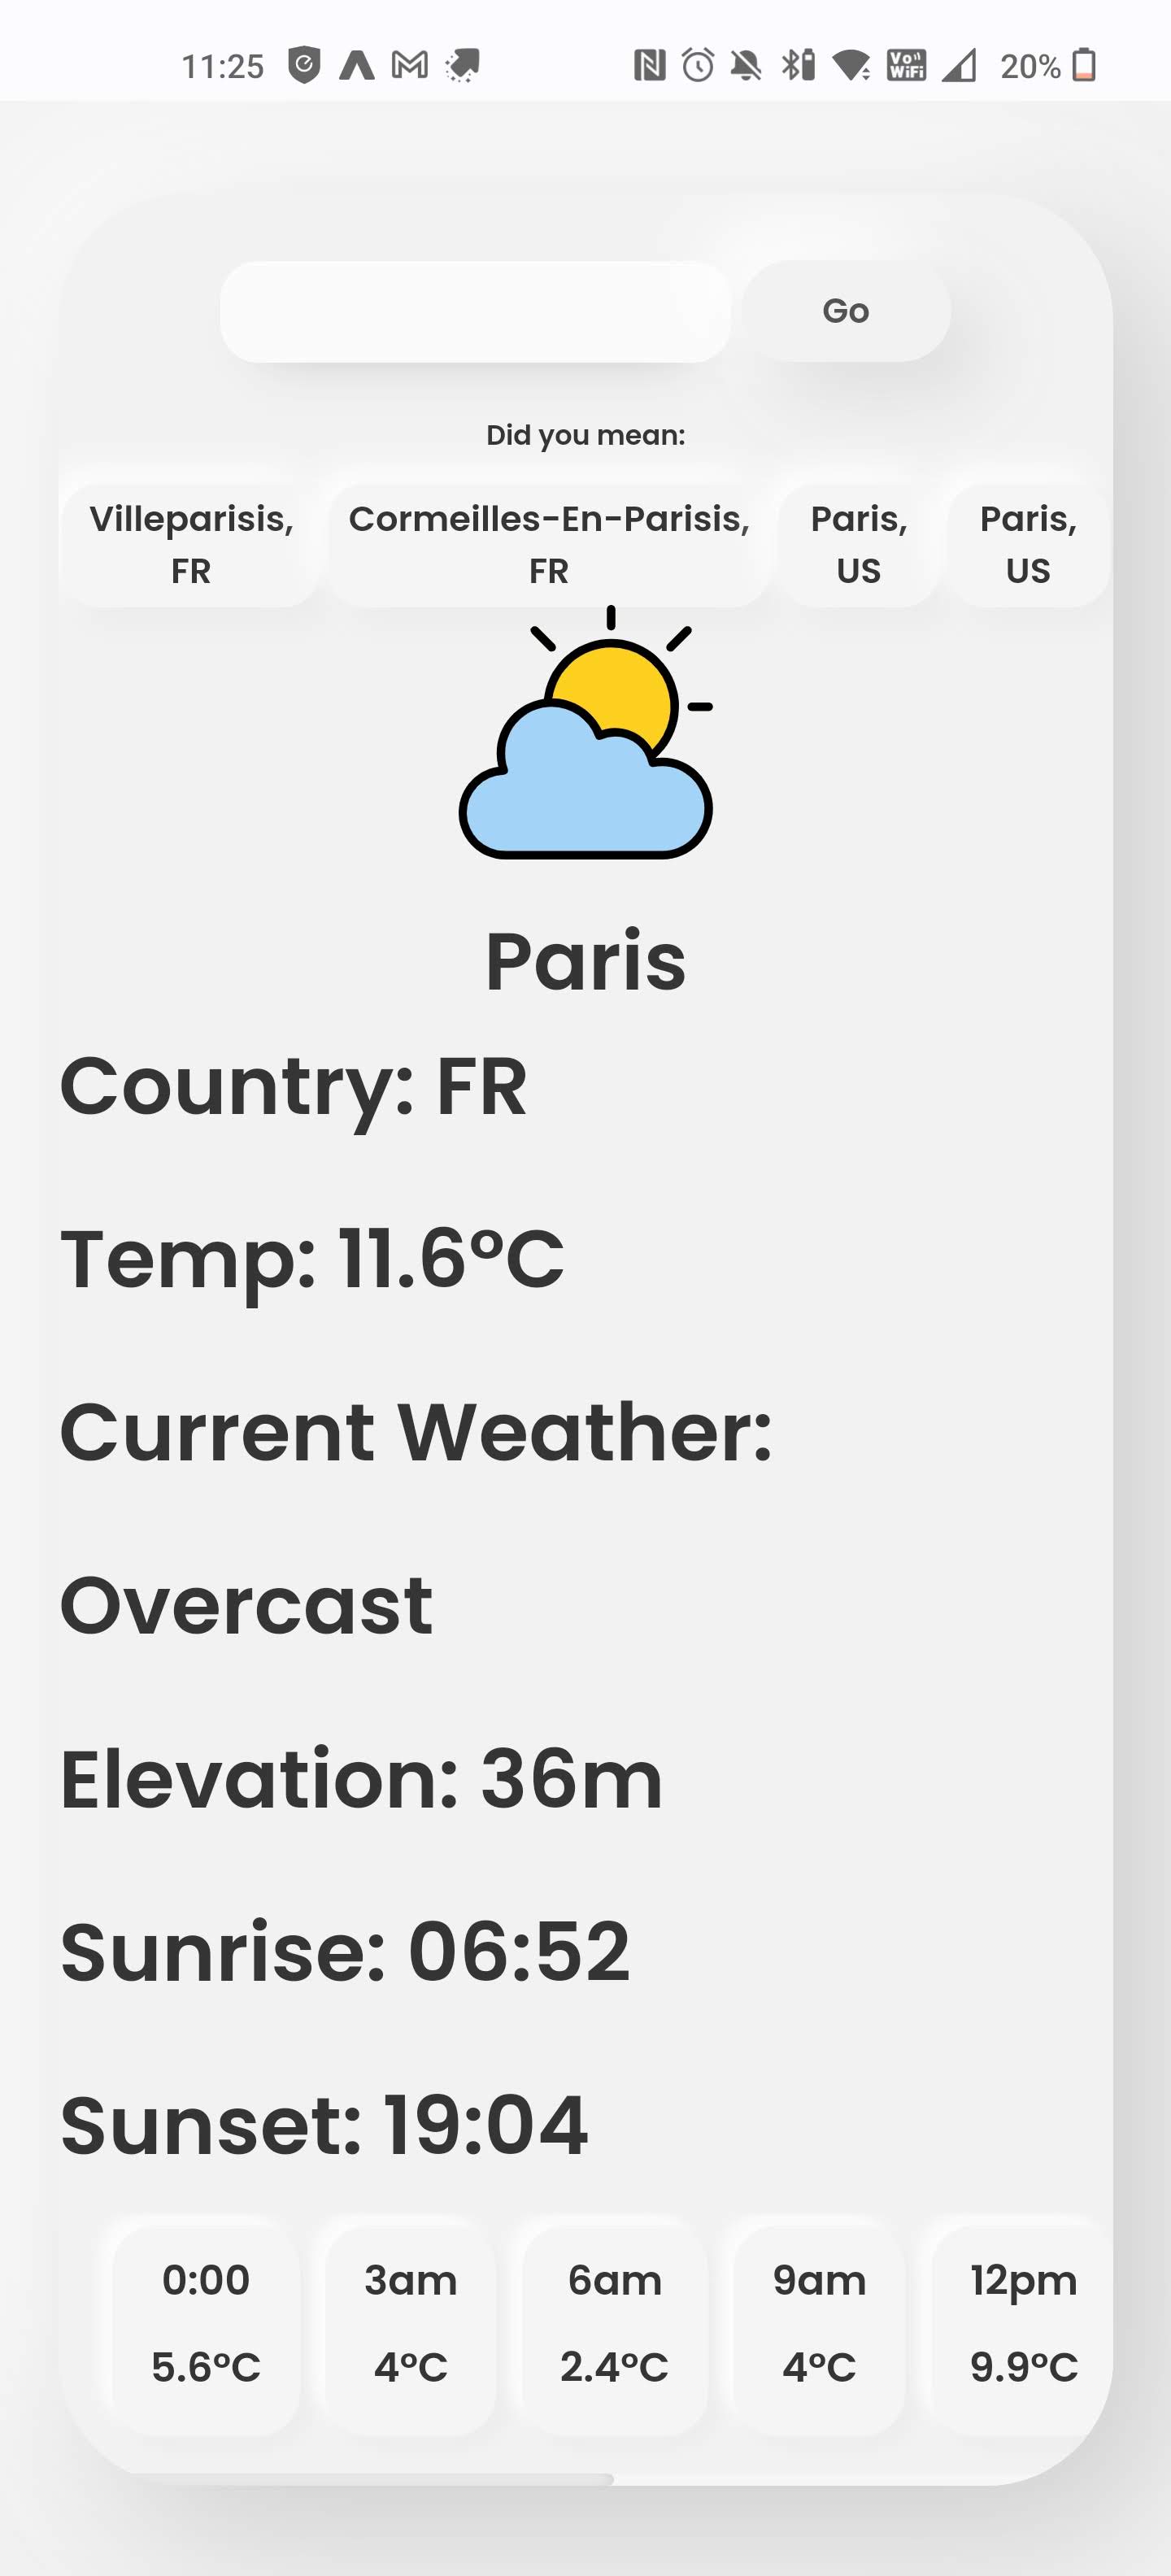 11:25 20%
Go
Did you mean:
Villeparisis, FR
Cormeilles-En-Parisis, FR
Paris, US
Paris, US
Paris
Country: FR
Temp: 11.6°C
Current Weather:
Overcast
Elevation: 36m
Sunrise: 06:52
Sunset: 19:04
0:00 3am 6am 9am 12pm
5.6°C 4°C 2.4°C 4°C 9.9°C